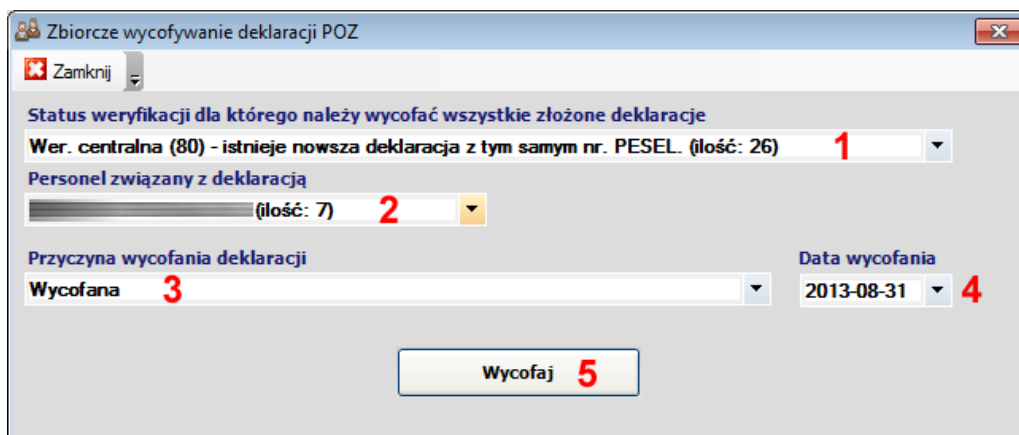 Zbiorcze wycofywanie deklaracji POZ
Zamknij
Status weryfikacji dla którego należy wycofać wszystkie złożone deklaracje
Wer. centralna (80) - istnieje nowsza deklaracja z tym samym nr. PESEL. (ilość: 26) 1
Personel związany z deklaracją
(ilość: 7) 2
Przyczyna wycofania deklaracji Data wycofania
Wycofana 3 2013-08-31 4
Wycofaj 5